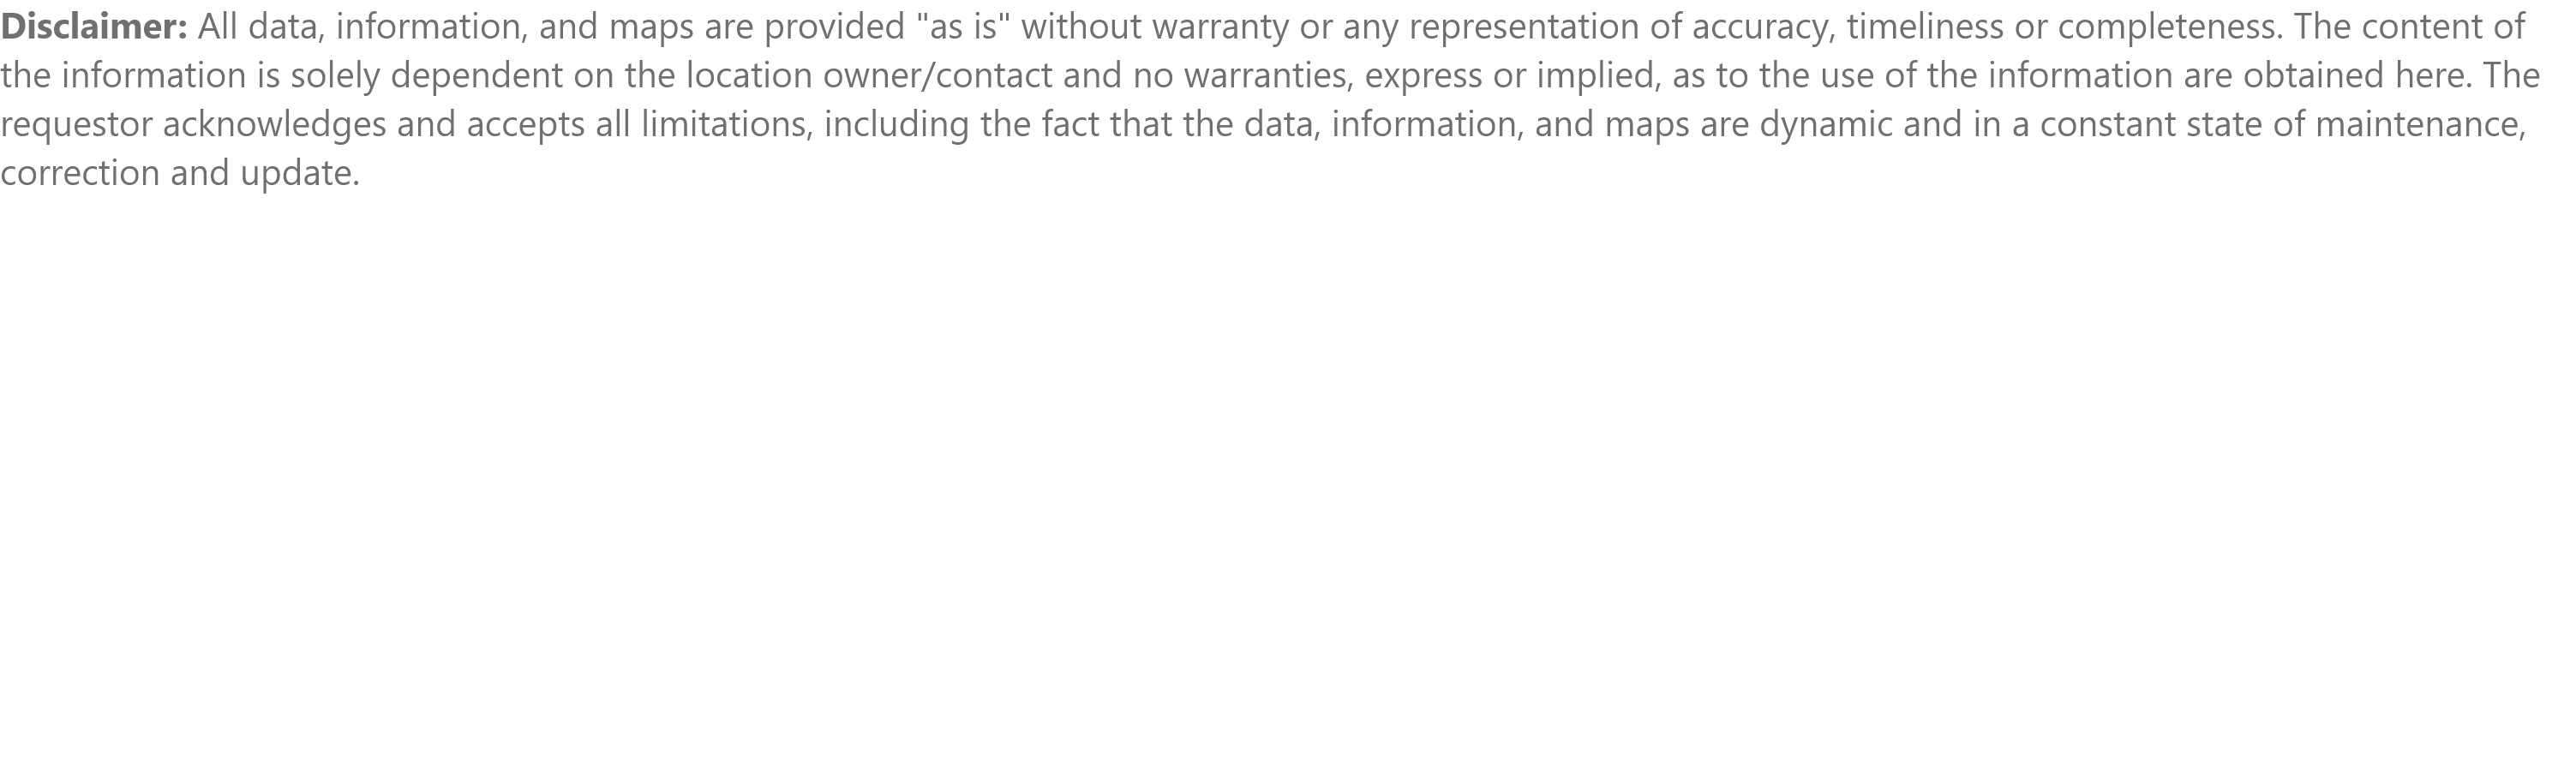 Disclaimer: All data, information, and maps are provided "as is" without warranty or any representation of accuracy, timeliness or completeness. The content of
the information is solely dependent on the location owner/contact and no warranties, express or implied, as to the use of the information are obtained here. The
requestor acknowledges and accepts all limitations, including the fact that the data, information, and maps are dynamic and in a constant state of maintenance,
correction and update.